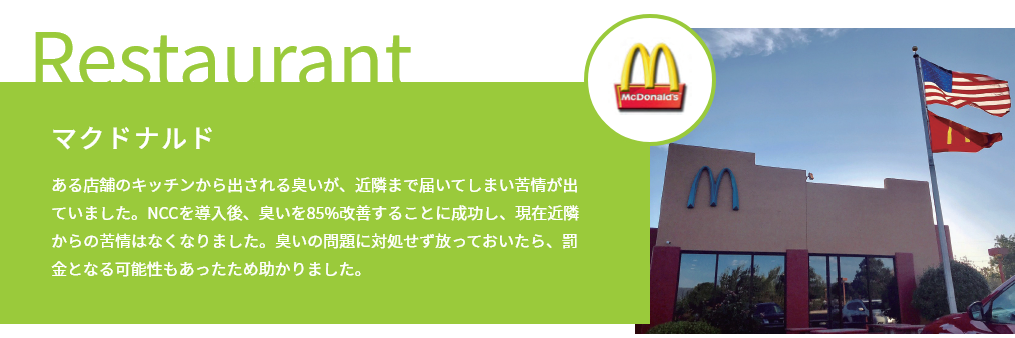 Restaurant
McDonald's
マクドナルド
ある店舗のキッチンから出される臭いが、近隣まで届いてしまい苦情が出
ていました。NCCを導入後、臭いを85%改善することに成功し、現在近隣
からの苦情はなくなりました。臭いの問題に対処せず放っておいたら、罰
金となる可能性もあったため助かりました。